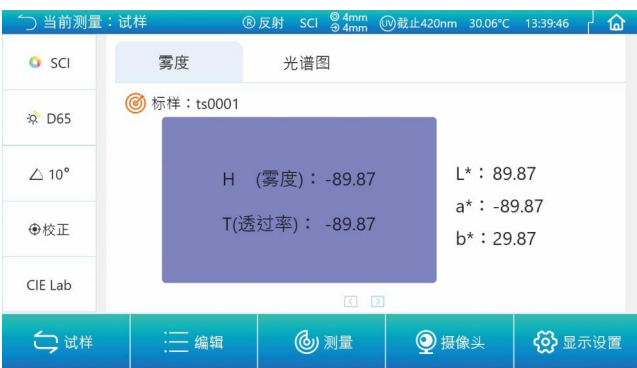 当前测量：试样 Ⓡ反射 SCI 4mm 4mm UV截止420nm 30.06°C 13:39:46
SCI
雾度 光谱图
标样：ts0001
D65
H (雾度)： -89.87
T(透过率)： -89.87
L*：89.87
a*：-89.87
b*：29.87
10°
校正
CIE Lab
试样 编辑 测量 摄像头 显示设置